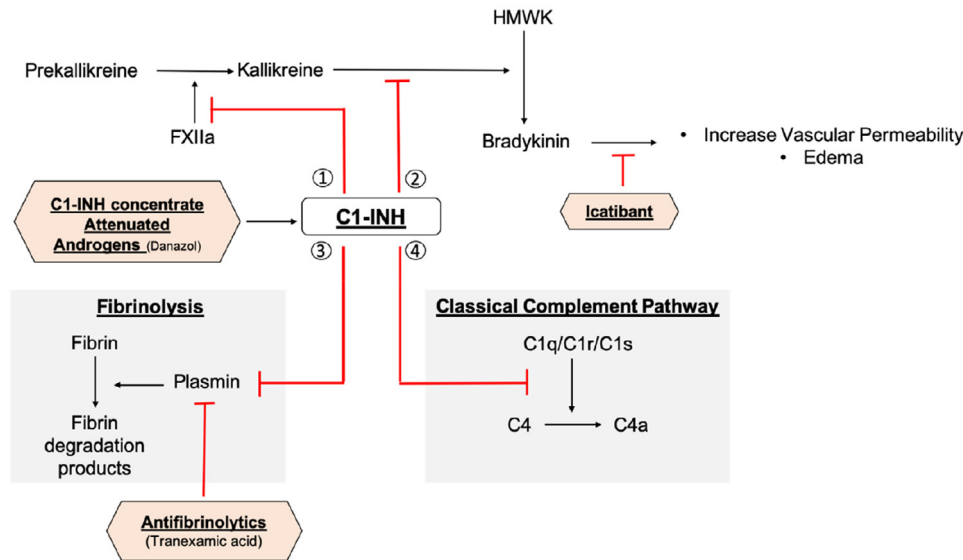 HMWK
Prekallikreine
Kallikreine
FXIIa
Bradykinin
• Increase Vascular Permeability
• Edema
① ②
C1-INH concentrate
Attenuated
Androgens (Danazol)
C1-INH
Icatibant
③ ④
Fibrinolysis
Fibrin
Plasmin
Fibrin
degradation
products
Classical Complement Pathway
C1q/C1r/C1s
C4
C4a
Antifibrinolytics
(Tranexamic acid)